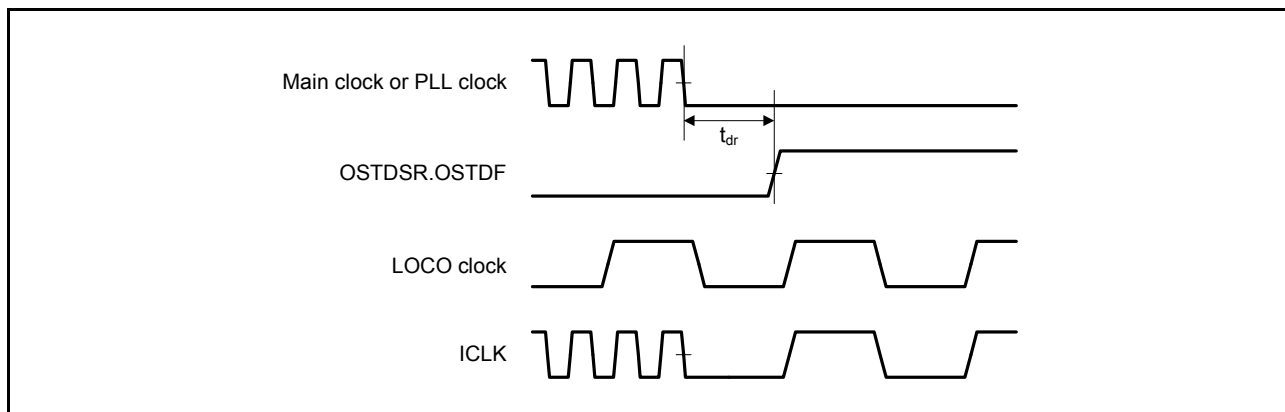 Main clock or PLL clock
tdr
OSTDSR.OSTDF
LOCO clock
ICLK